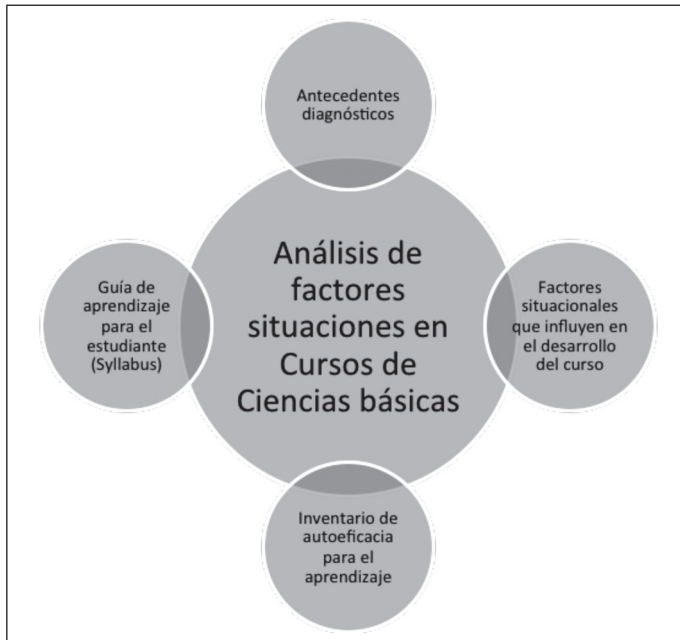 Antecedentes
diagnósticos
Análisis de
factores
situaciones en
Cursos de
Ciencias básicas
Guía de
aprendizaje
para el
estudiante
(Syllabus)
Factores
situacionales
que influyen en
el desarrollo
del curso
Inventario de
autoeficacia
para el
aprendizaje